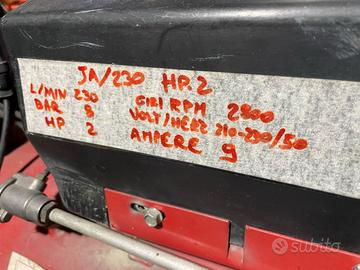 JA/230 HP.2
L/MIN 230 GIRI RPM 2800
BAR 8 VOLT/HERZ 210-230/50
HP 2 AMPERE 9
subito